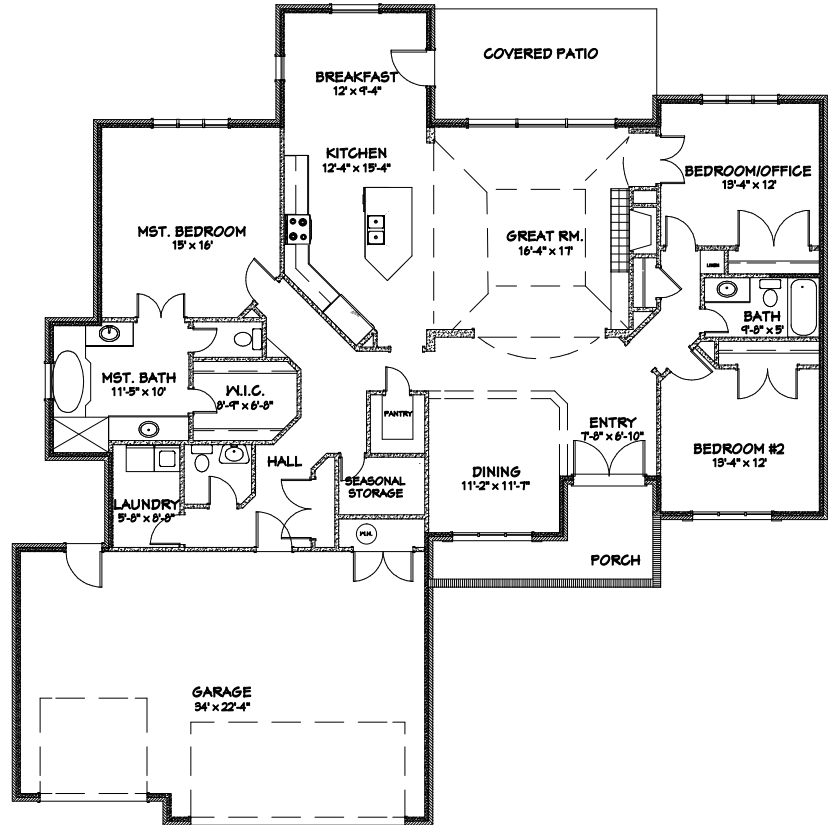 COVERED PATIO
BREAKFAST
12' x 9'-4"
KITCHEN
12'-4" x 15'-4"
BEDROOM/OFFICE
13'-4" x 12'
MST. BEDROOM
15' x 16'
GREAT RM.
16'-4" x 17'
LINEN
BATH
9'-8" x 5'
MST. BATH
11'-5" x 10'
W.I.C.
8'-9" x 6'-8"
PANTRY
ENTRY
7'-8" x 6'-10"
BEDROOM #2
13'-4" x 12'
HALL
DINING
11'-2" x 11'-7"
SEASONAL
STORAGE
LAUNDRY
5'-8" x 8'-8"
W.H.
PORCH
GARAGE
34' x 22'-4"